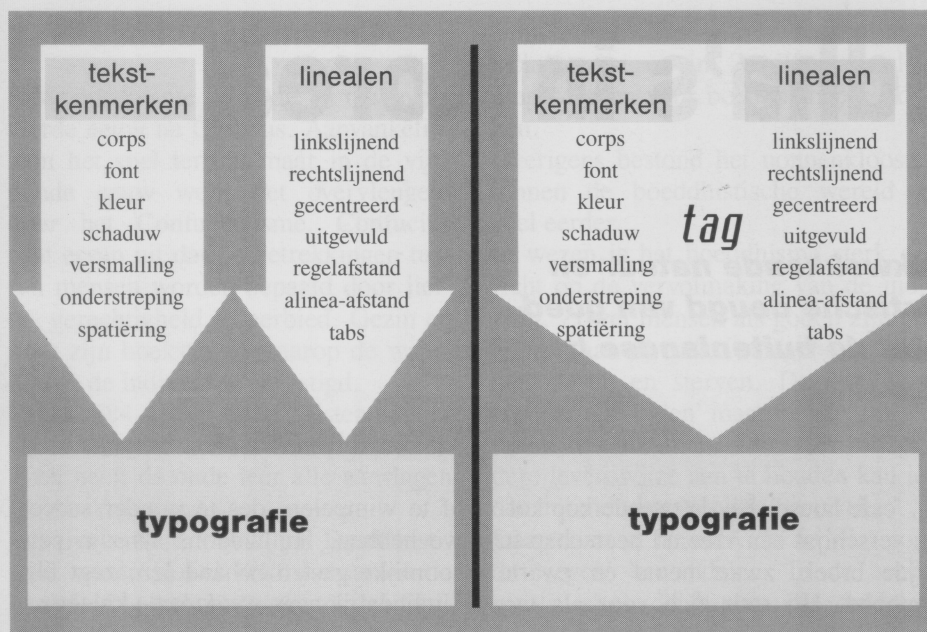 tekst-
kenmerken
corps
font
kleur
schaduw
versmalling
onderstreping
spatiëring
linealen
linkslijnend
rechtslijnend
gecentreerd
uitgevuld
regelafstand
alinea-afstand
tabs
typografie
tekst-
kenmerken
corps
font
kleur
schaduw
versmalling
onderstreping
spatiëring
tag
linealen
linkslijnend
rechtslijnend
gecentreerd
uitgevuld
regelafstand
alinea-afstand
tabs
typografie